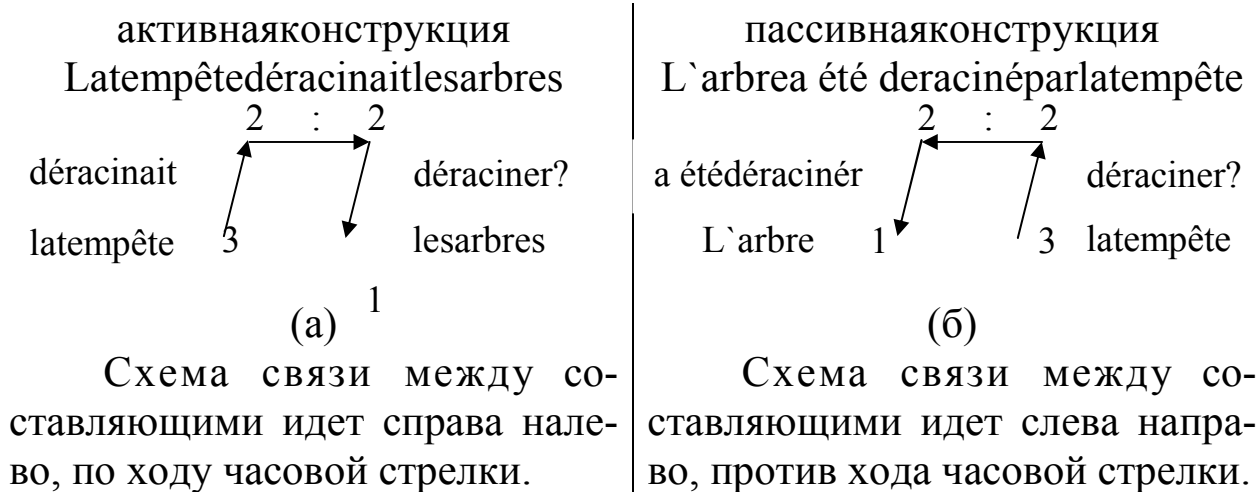 активнаяконструкция
Latempêtedéracinaitlesarbres
2 : 2
déracinait déraciner?
latempête 3 lesarbres
1
(а)
Схема связи между со-
ставляющими идет справа нале-
во, по ходу часовой стрелки.
пассивнаяконструкция
L`arbrea été deracinéparlatempête
2 : 2
a étédéracinér déraciner?
L`arbre 1 3 latempête
(б)
Схема связи между со-
ставляющими идет слева напра-
во, против хода часовой стрелки.